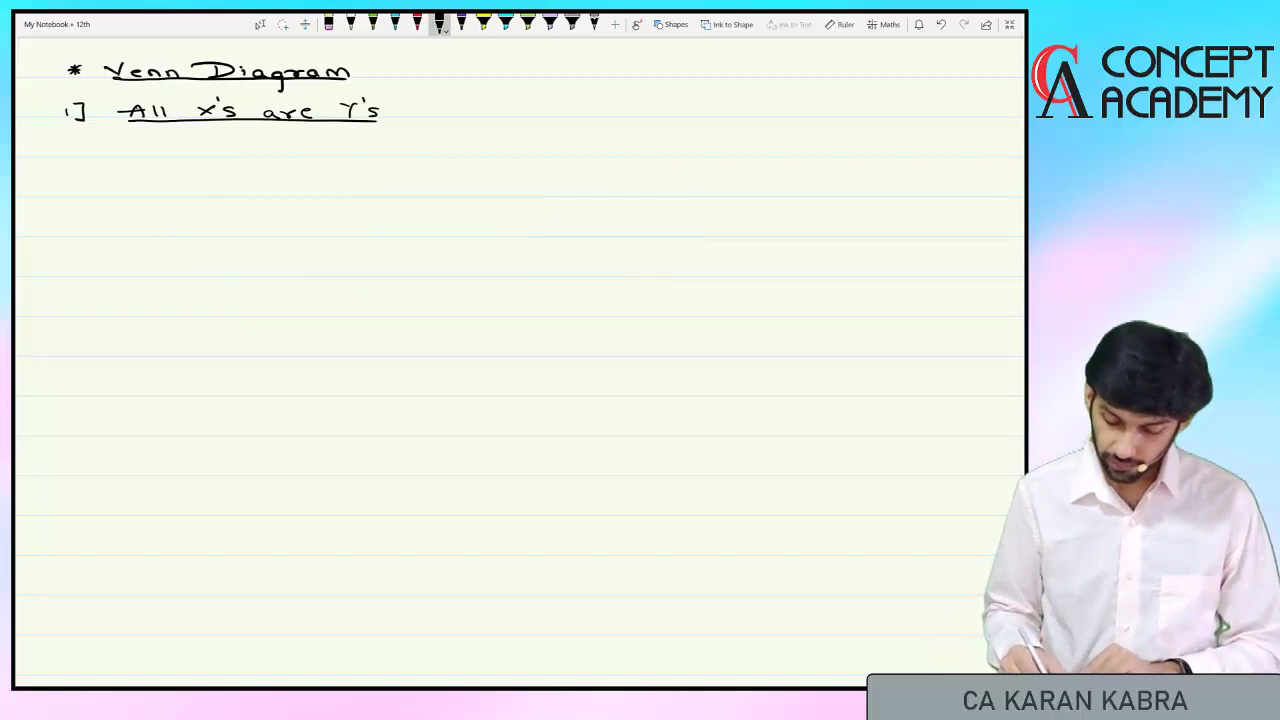 My Notebook » 12th
Shapes
Ink to Shape
Ink to Text
Ruler
Maths
* Venn Diagram
1] All X's are Y's
CONCEPT
ACADEMY
CA KARAN KABRA